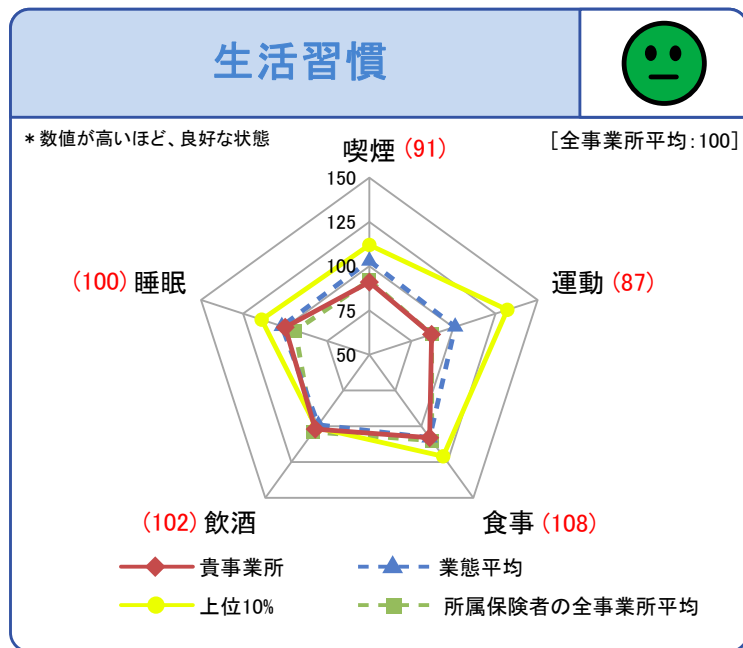 生活習慣
*数値が高いほど、良好な状態
[全事業所平均:100]
喫煙 (91)
150
125
100
75
50
(100) 睡眠
運動 (87)
(102) 飲酒
食事 (108)
貴事業所
業態平均
上位10%
所属保険者の全事業所平均